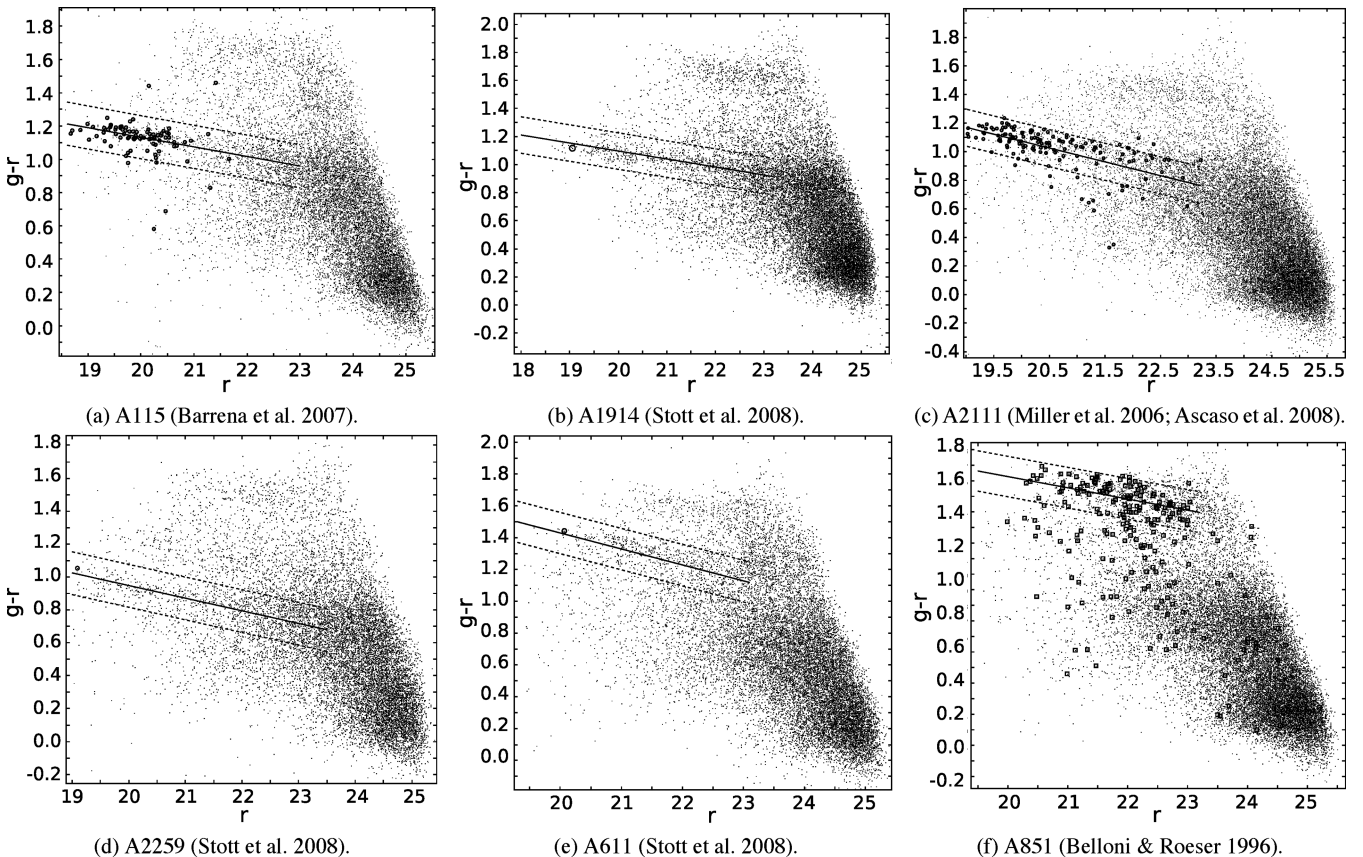 1.8
1.6
1.4
1.2
1.0
0.8
0.6
0.4
0.2
0.0
g-r
19 20 21 22 23 24 25
r
(a) A115 (Barrena et al. 2007).
2.0
1.8
1.6
1.4
1.2
1.0
0.8
0.6
0.4
0.2
0.0
-0.2
g-r
18 19 20 21 22 23 24 25
r
(b) A1914 (Stott et al. 2008).
1.8
1.6
1.4
1.2
1.0
0.8
0.6
0.4
0.2
0.0
-0.2
-0.4
g-r
19.5 20.5 21.5 22.5 23.5 24.5 25.5
r
(c) A2111 (Miller et al. 2006; Ascaso et al. 2008).
1.8
1.6
1.4
1.2
1.0
0.8
0.6
0.4
0.2
0.0
-0.2
g-r
19 20 21 22 23 24 25
r
(d) A2259 (Stott et al. 2008).
2.0
1.8
1.6
1.4
1.2
1.0
0.8
0.6
0.4
0.2
0.0
g-r
20 21 22 23 24 25
r
(e) A611 (Stott et al. 2008).
1.8
1.6
1.4
1.2
1.0
0.8
0.6
0.4
0.2
0.0
-0.2
g-r
20 21 22 23 24 25
r
(f) A851 (Belloni & Roeser 1996).